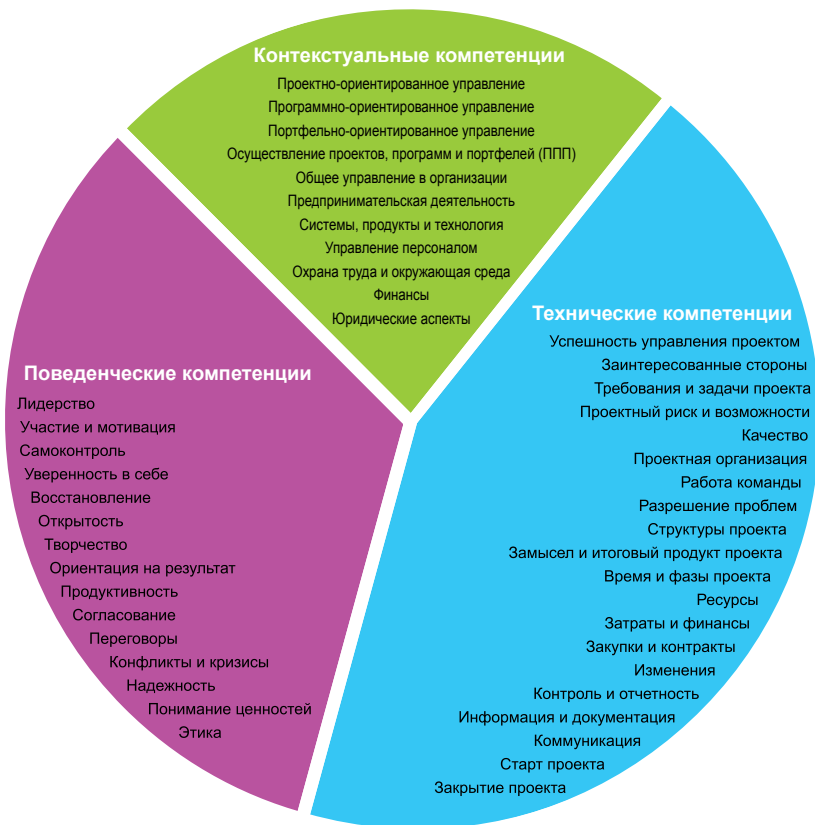 Контекстуальные компетенции
Проектно-ориентированное управление
Программно-ориентированное управление
Портфельно-ориентированное управление
Осуществление проектов, программ и портфелей (ППП)
Общее управление в организации
Предпринимательская деятельность
Системы, продукты и технология
Управление персоналом
Охрана труда и окружающая среда
Финансы
Юридические аспекты
Технические компетенции
Успешность управления проектом
Заинтересованные стороны
Требования и задачи проекта
Проектный риск и возможности
Качество
Проектная организация
Работа команды
Разрешение проблем
Структуры проекта
Замысел и итоговый продукт проекта
Время и фазы проекта
Ресурсы
Затраты и финансы
Закупки и контракты
Изменения
Контроль и отчетность
Информация и документация
Коммуникация
Старт проекта
Закрытие проекта
Поведенческие компетенции
Лидерство
Участие и мотивация
Самоконтроль
Уверенность в себе
Восстановление
Открытость
Творчество
Ориентация на результат
Продуктивность
Согласование
Переговоры
Конфликты и кризисы
Надежность
Понимание ценностей
Этика